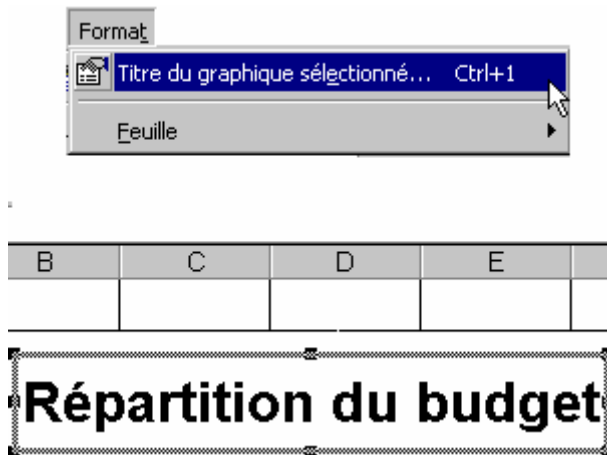 Format
Titre du graphique sélectionné... Ctrl+1
Feuille
B C D E
Répartition du budget